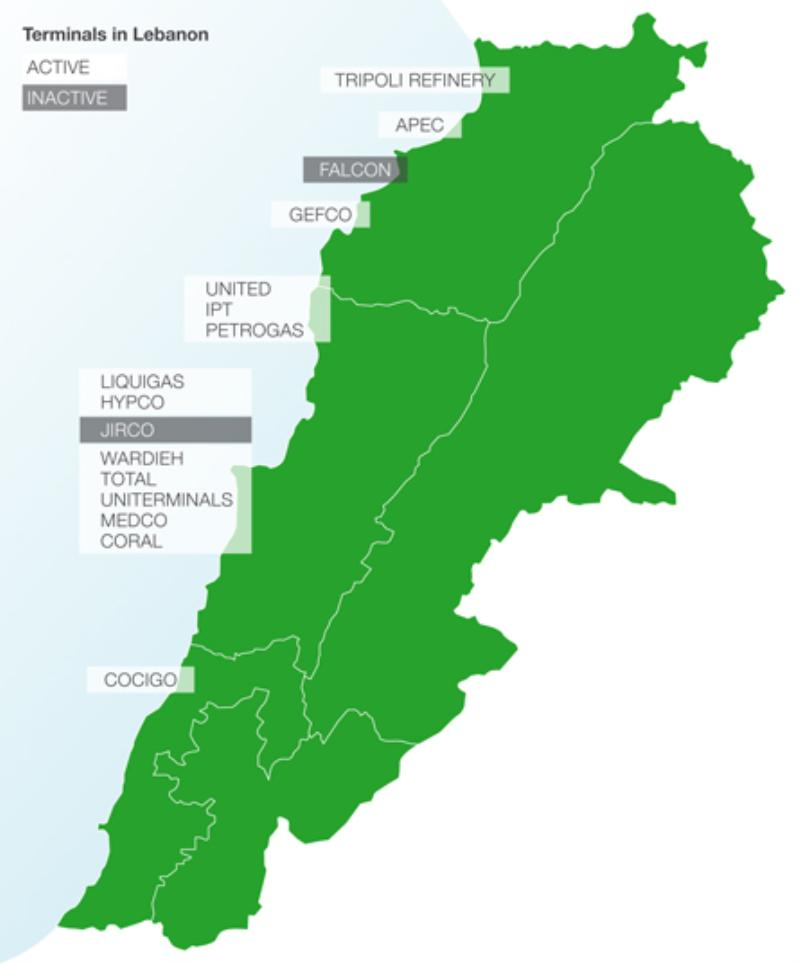 Terminals in Lebanon
ACTIVE
INACTIVE
TRIPOLI REFINERY
APEC
FALCON
GEFCO
UNITED
IPT
PETROGAS
LIQUIGAS
HYPCO
JIRCO
WARDIEH
TOTAL
UNITERMINALS
MEDCO
CORAL
COCIGO